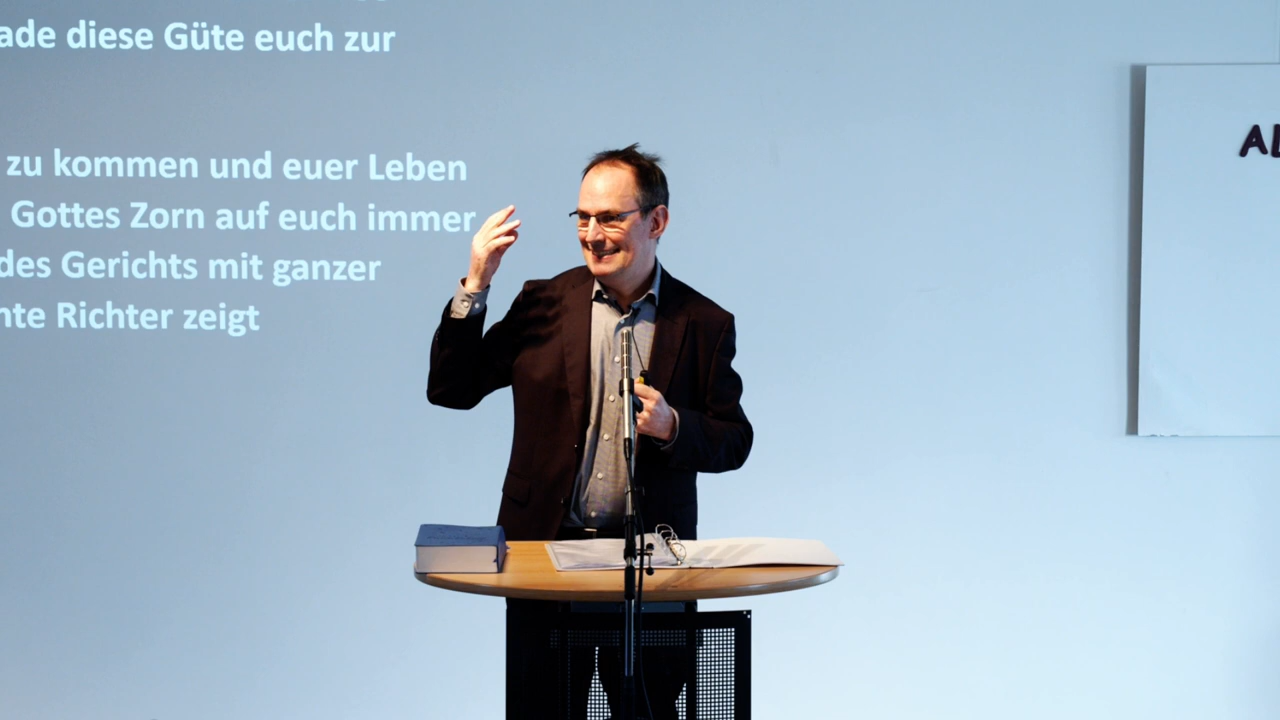 ade diese Güte euch zur
zu kommen und euer Leben
Gottes Zorn auf euch immer
des Gerichts mit ganzer
nte Richter zeigt